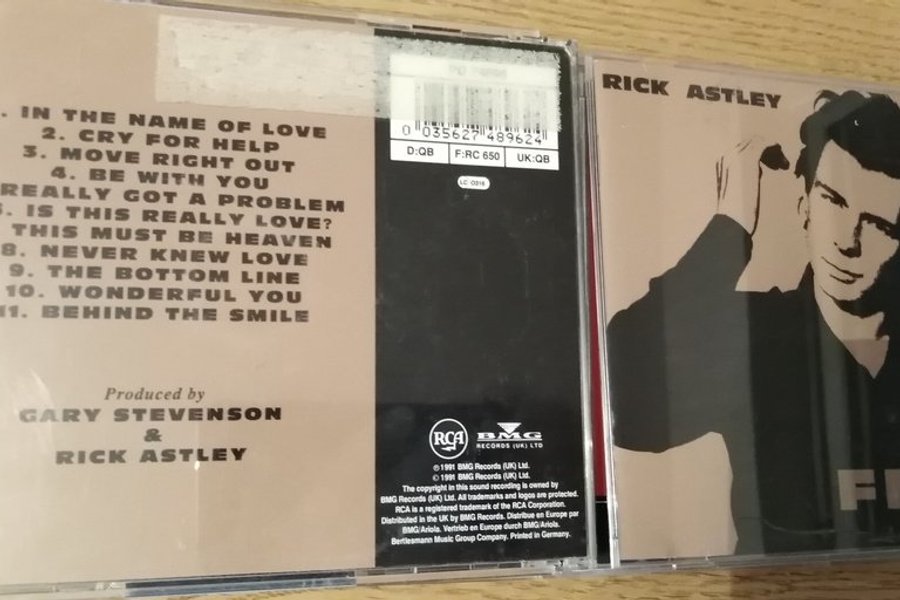 . IN THE NAME OF LOVE
2. CRY FOR HELP
3. MOVE RIGHT OUT
4. BE WITH YOU
REALLY GOT A PROBLEM
. IS THIS REALLY LOVE?
THIS MUST BE HEAVEN
8. NEVER KNEW LOVE
9. THE BOTTOM LINE
10. WONDERFUL YOU
11. BEHIND THE SMILE
Produced by
GARY STEVENSON
&
RICK ASTLEY
0 035627 489624
D:QB F:RC 650 UK:QB
LC 0316
RCA BMG
RECORDS (UK) LTD
℗ 1991 BMG Records (UK) Ltd.
© 1991 BMG Records (UK) Ltd.
The copyright in this sound recording is owned by
BMG Records (UK) Ltd. All trademarks and logos are protected.
RCA is a registered trademark of the RCA Corporation.
Distributed in the UK by BMG Records. Distribue en Europe par
BMG/Ariola. Vertrieb en Europe durch BMG/Ariola.
Bertlesmann Music Group Company. Printed in Germany.
RICK ASTLEY
F